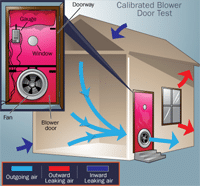 Doorway
Calibrated Blower
Door Test
Gauge
Window
Fan
Blower
door
Outgoing air
Outward
Leaking air
Inward
Leaking air